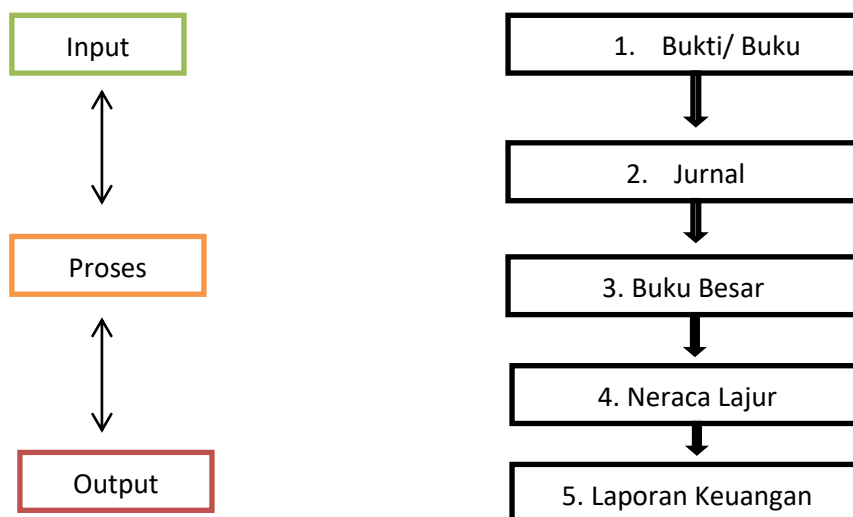 Input
Proses
Output
1. Bukti/ Buku
2. Jurnal
3. Buku Besar
4. Neraca Lajur
5. Laporan Keuangan